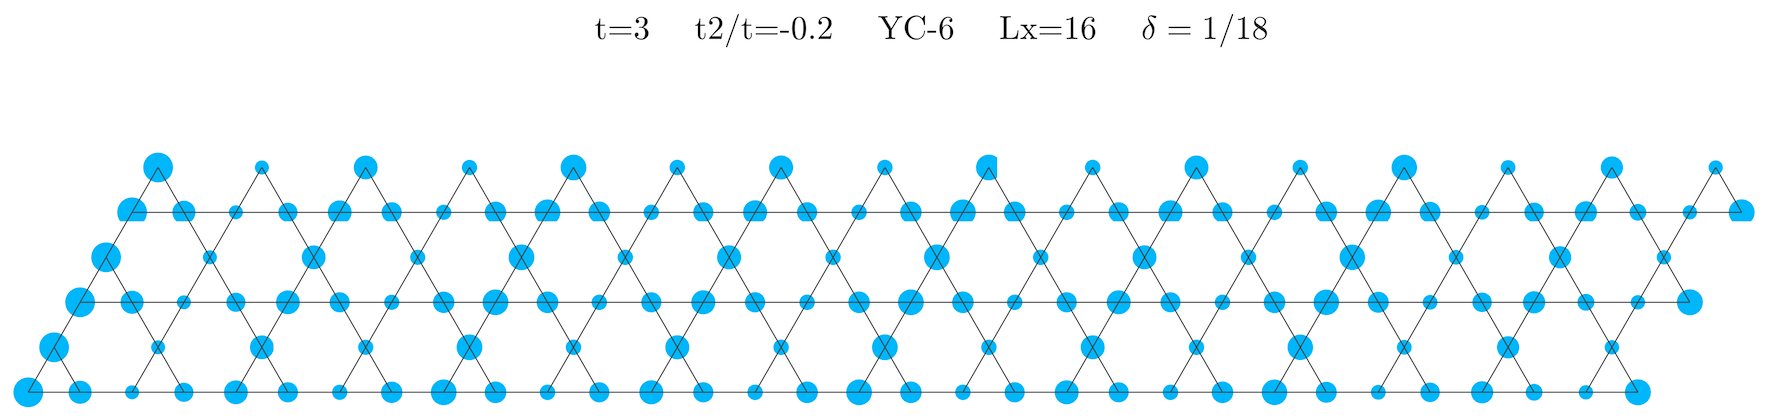 t=3 t2/t=-0.2 YC-6 Lx=16 δ = 1/18